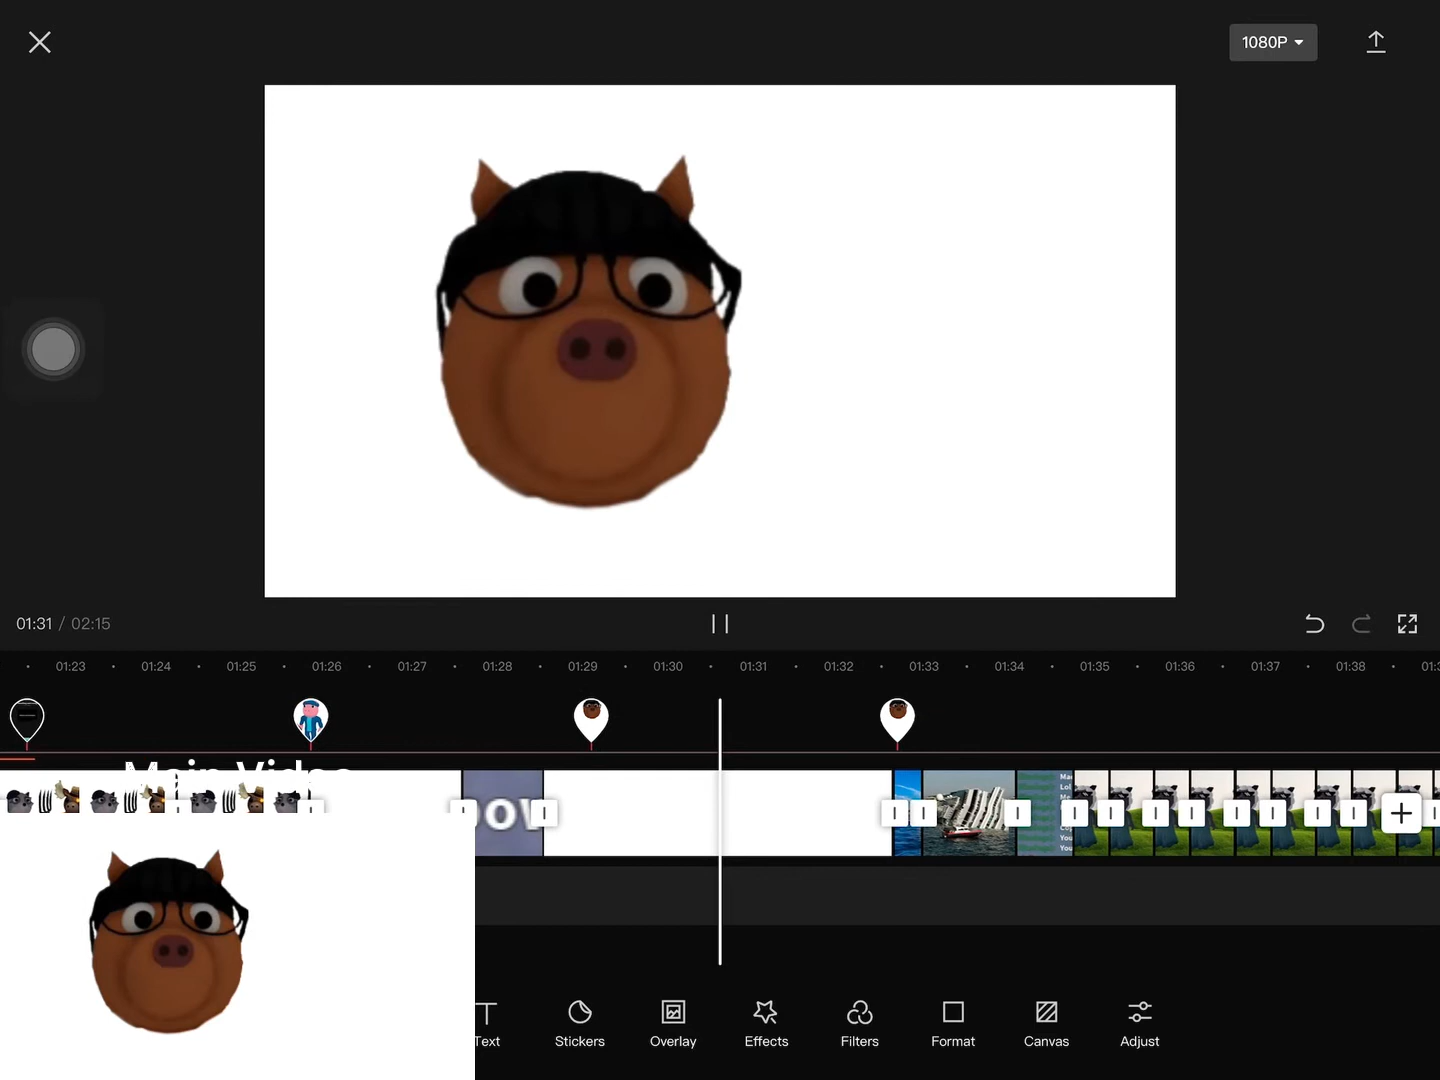 1080P
01:31 / 02:15
01:23 01:24 01:25 01:26 01:27 01:28 01:29 01:30 01:31 01:32 01:33 01:34 01:35 01:36 01:37 01:38
Main Video
Text Stickers Overlay Effects Filters Format Canvas Adjust